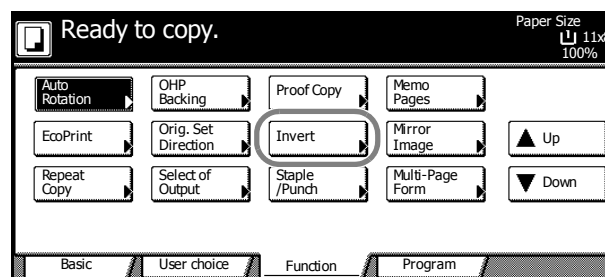 Ready to copy.
Paper Size
11x
100%
Auto
Rotation
OHP
Backing
Proof Copy
Memo
Pages
EcoPrint
Orig. Set
Direction
Invert
Mirror
Image
Up
Repeat
Copy
Select of
Output
Staple
/Punch
Multi-Page
Form
Down
Basic
User choice
Function
Program